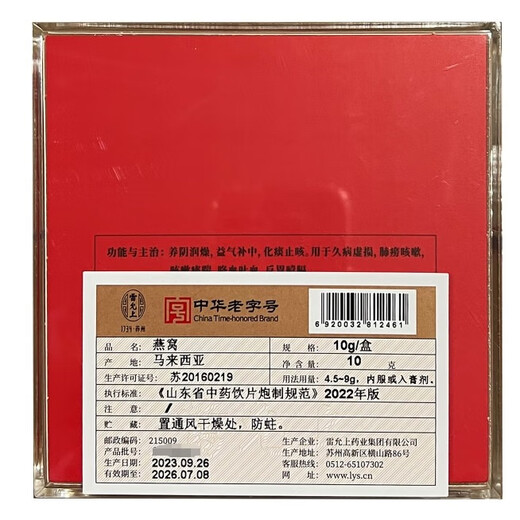 功能与主治:养阴润燥,益气补中,化痰止咳。用于久病虚损,肺痨咳嗽,
雷允上
1734·苏州
中华老字号
China Time-honored Brand
6920032812461
品 名: 燕窝
规 格: 10g/盒
产 地: 马来西亚
净含量: 10 克
生产许可证号: 苏20160219
用法用量: 4.5~9g,内服或入膏剂。
执行标准: 《山东省中药饮片炮制规范》2022年版
注 意: /
贮 藏: 置通风干燥处,防蛀。
邮政编码: 215009
生产企业: 雷允上药业集团有限公司
产品批号:
生产地址: 苏州高新区横山路86号
生产日期: 2023.09.26
客服热线: 0512-65107302
有效期至: 2026.07.08
网 址: www.lys.cn